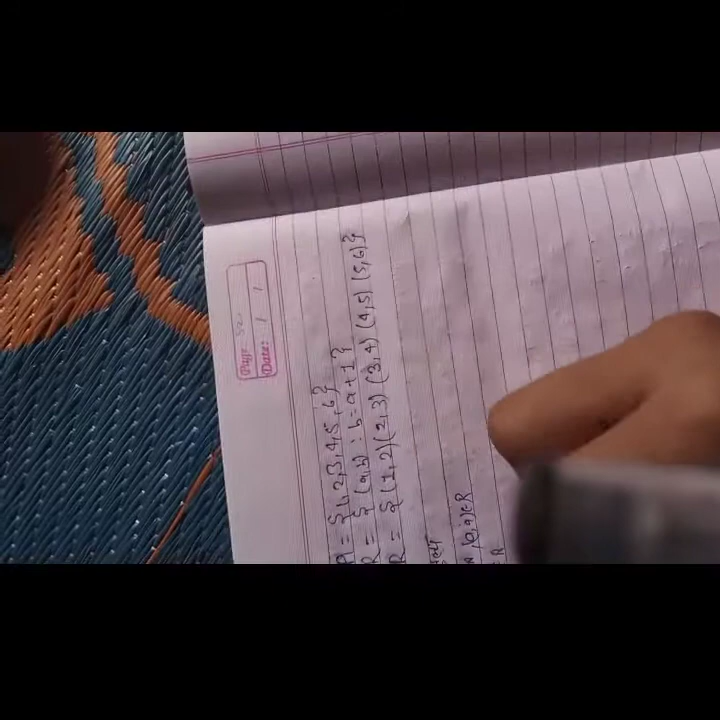 Page: 52
Date: / /
A = {1,2,3,4,5,6}
R = {(a,b) : b=a+1}
R = {(1,2)(2,3)(3,4)(4,5)(5,6)}
(a,a)∈R
∈ R